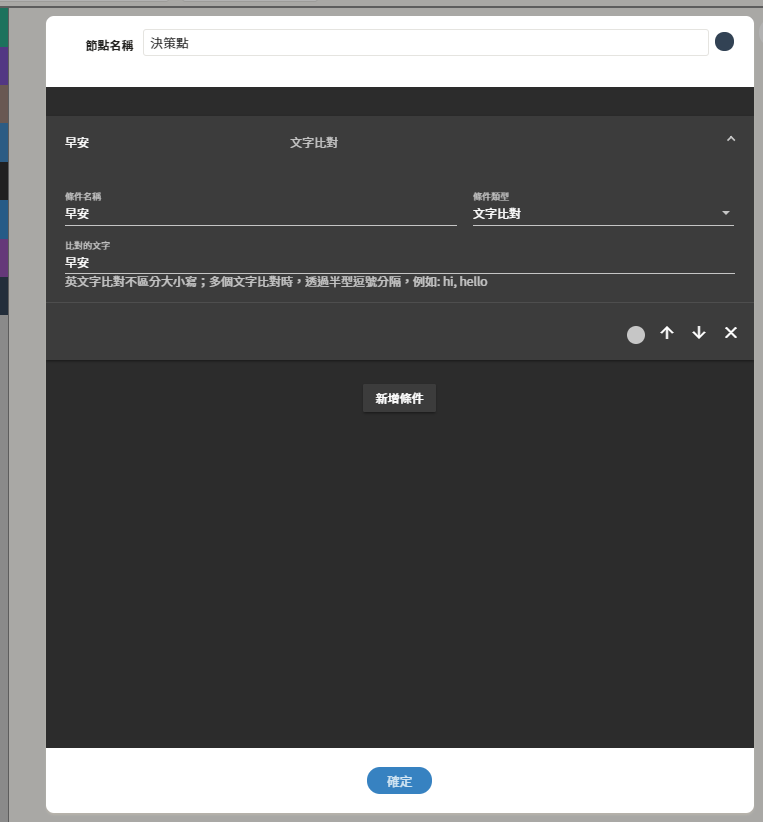 節點名稱 決策點
早安 文字比對
條件名稱 條件類型
早安 文字比對
比對的文字
早安
英文字比對不區分大小寫；多個文字比對時，透過半型逗號分隔，例如: hi, hello
新增條件
確定